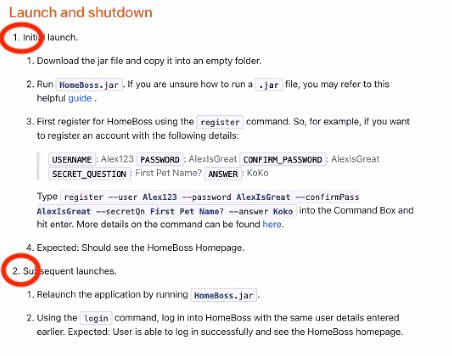 Launch and shutdown
1. Initial launch.
1. Download the jar file and copy it into an empty folder.
2. Run HomeBoss.jar . If you are unsure how to run a .jar file, you may refer to this
helpful guide .
3. First register for HomeBoss using the register command. So, for example, if you want
to register an account with the following details:
USERNAME : Alex123 PASSWORD : AlexIsGreat CONFIRM_PASSWORD : AlexIsGreat
SECRET_QUESTION : First Pet Name? ANSWER : KoKo
Type register --user Alex123 --password AlexIsGreat --confirmPass
AlexIsGreat --secretQn First Pet Name? --answer Koko into the Command Box and
hit enter. More details on the command can be found here.
4. Expected: Should see the HomeBoss Homepage.
2. Subsequent launches.
1. Relaunch the application by running HomeBoss.jar .
2. Using the login command, log in into HomeBoss with the same user details entered
earlier. Expected: User is able to log in successfully and see the HomeBoss homepage.